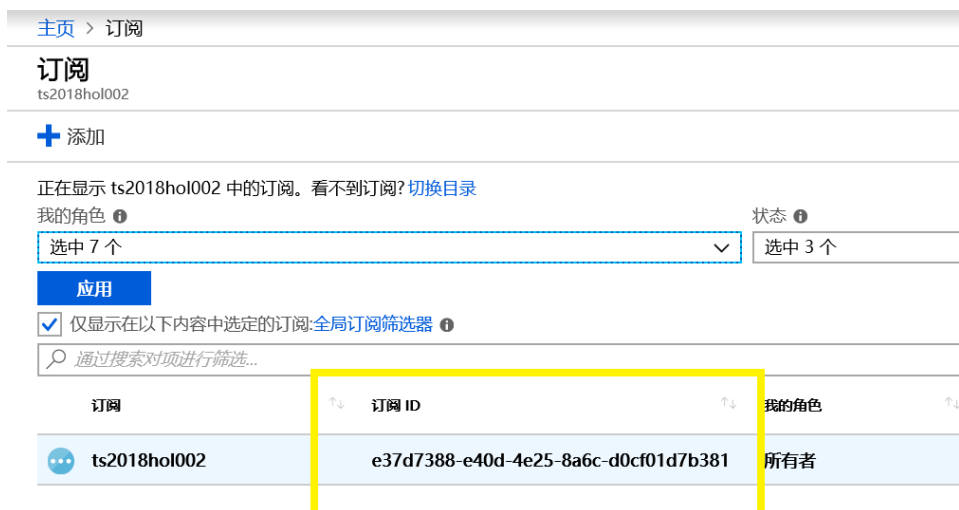 主页 > 订阅
订阅
ts2018hol002
添加
正在显示 ts2018hol002 中的订阅。看不到订阅? 切换目录
我的角色 状态
选中 7 个 选中 3 个
应用
仅显示在以下内容中选定的订阅:全局订阅筛选器
通过搜索对项进行筛选...
订阅 订阅 ID 我的角色
ts2018hol002 e37d7388-e40d-4e25-8a6c-d0cf01d7b381 所有者